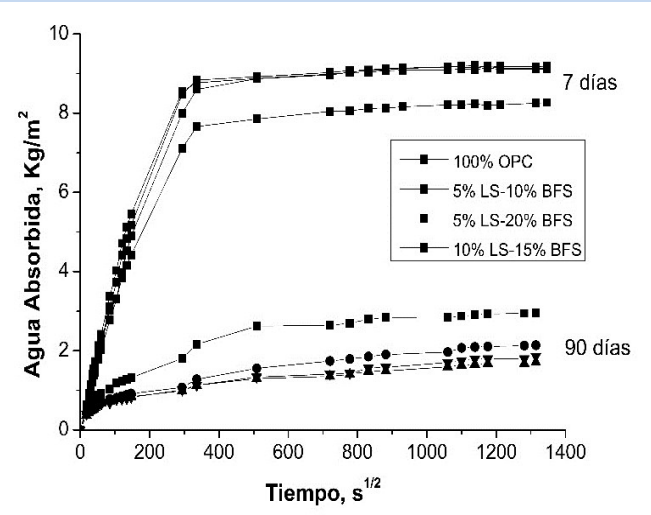 10
8
6
4
2
0
Agua Absorbida, Kg/m²
7 días
100% OPC
5% LS-10% BFS
5% LS-20% BFS
10% LS-15% BFS
90 días
0 200 400 600 800 1000 1200 1400
Tiempo, s^1/2